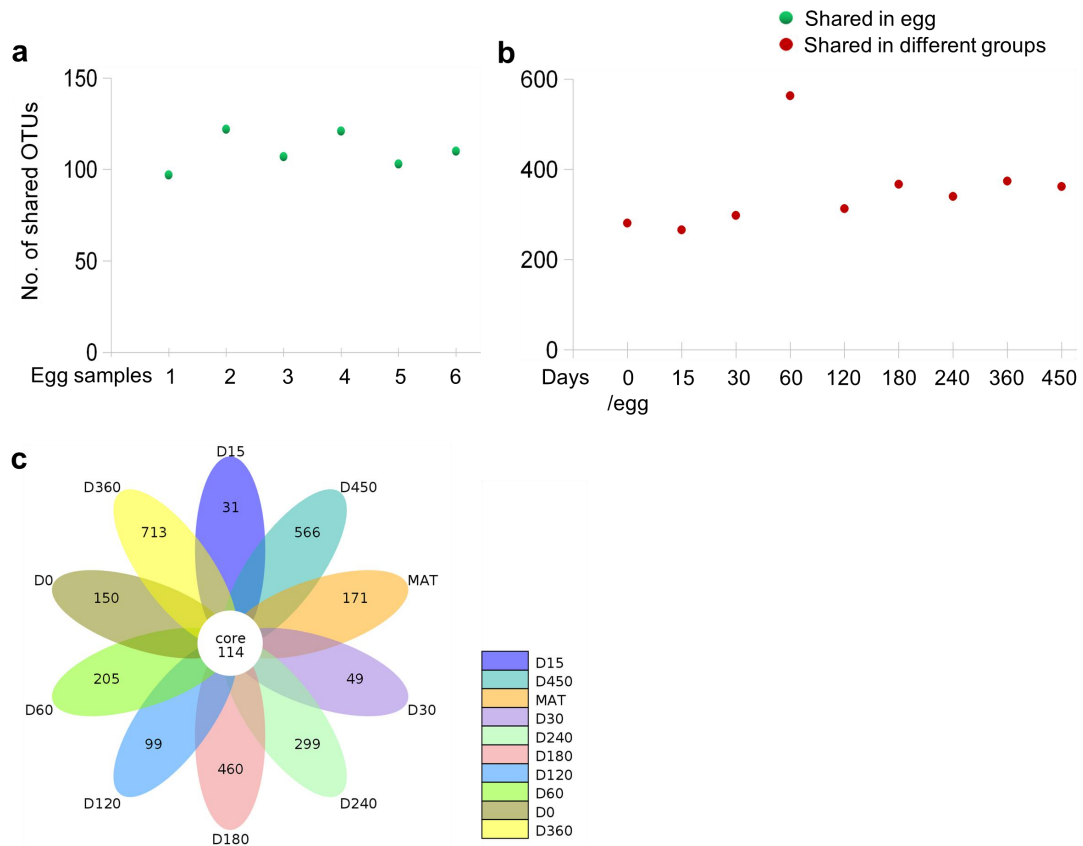 Shared in egg
Shared in different groups
a
No. of shared OTUs
150
100
50
0
Egg samples 1 2 3 4 5 6
b
600
400
200
0
Days 0 15 30 60 120 180 240 360 450
/egg
c
D15
D360
D450
31
713
566
D0
MAT
150
171
core
114
205
49
D60
D30
99
299
460
D120
D240
D180
D15
D450
MAT
D30
D240
D180
D120
D60
D0
D360